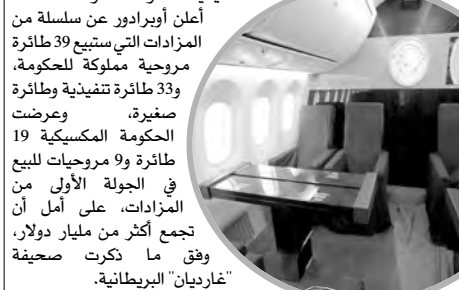 أعلن أوبرادور عن سلسلة من
المزادات التي ستبيع 39 طائرة
مروحية مملوكة للحكومة،
و33 طائرة تنفيذية وطائرة
صغيرة، وعرضت
الحكومة المكسيكية 19
طائرة و9 مروحيات للبيع
في الجولة الأولى من
المزادات، على أمل أن
تجمع أكثر من مليار دولار،
وفق ما ذكرت صحيفة
"غارديان" البريطانية.